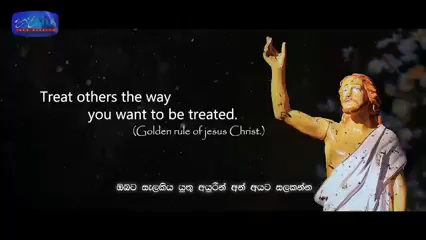 Treat others the way
you want to be treated.
(Golden rule of jesus Christ.)
ඔබට සැලකිය යුතු අයුරින් අන් අයට සලකන්න